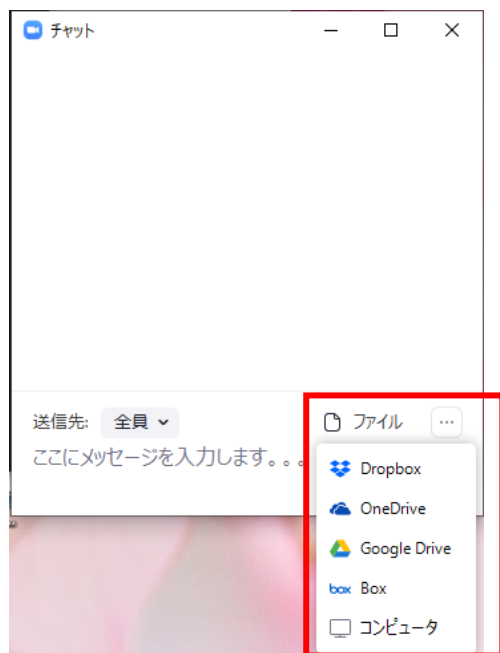 チャット
送信先: 全員
ファイル
ここにメッセージを入力します。。。
Dropbox
OneDrive
Google Drive
box Box
コンピュータ